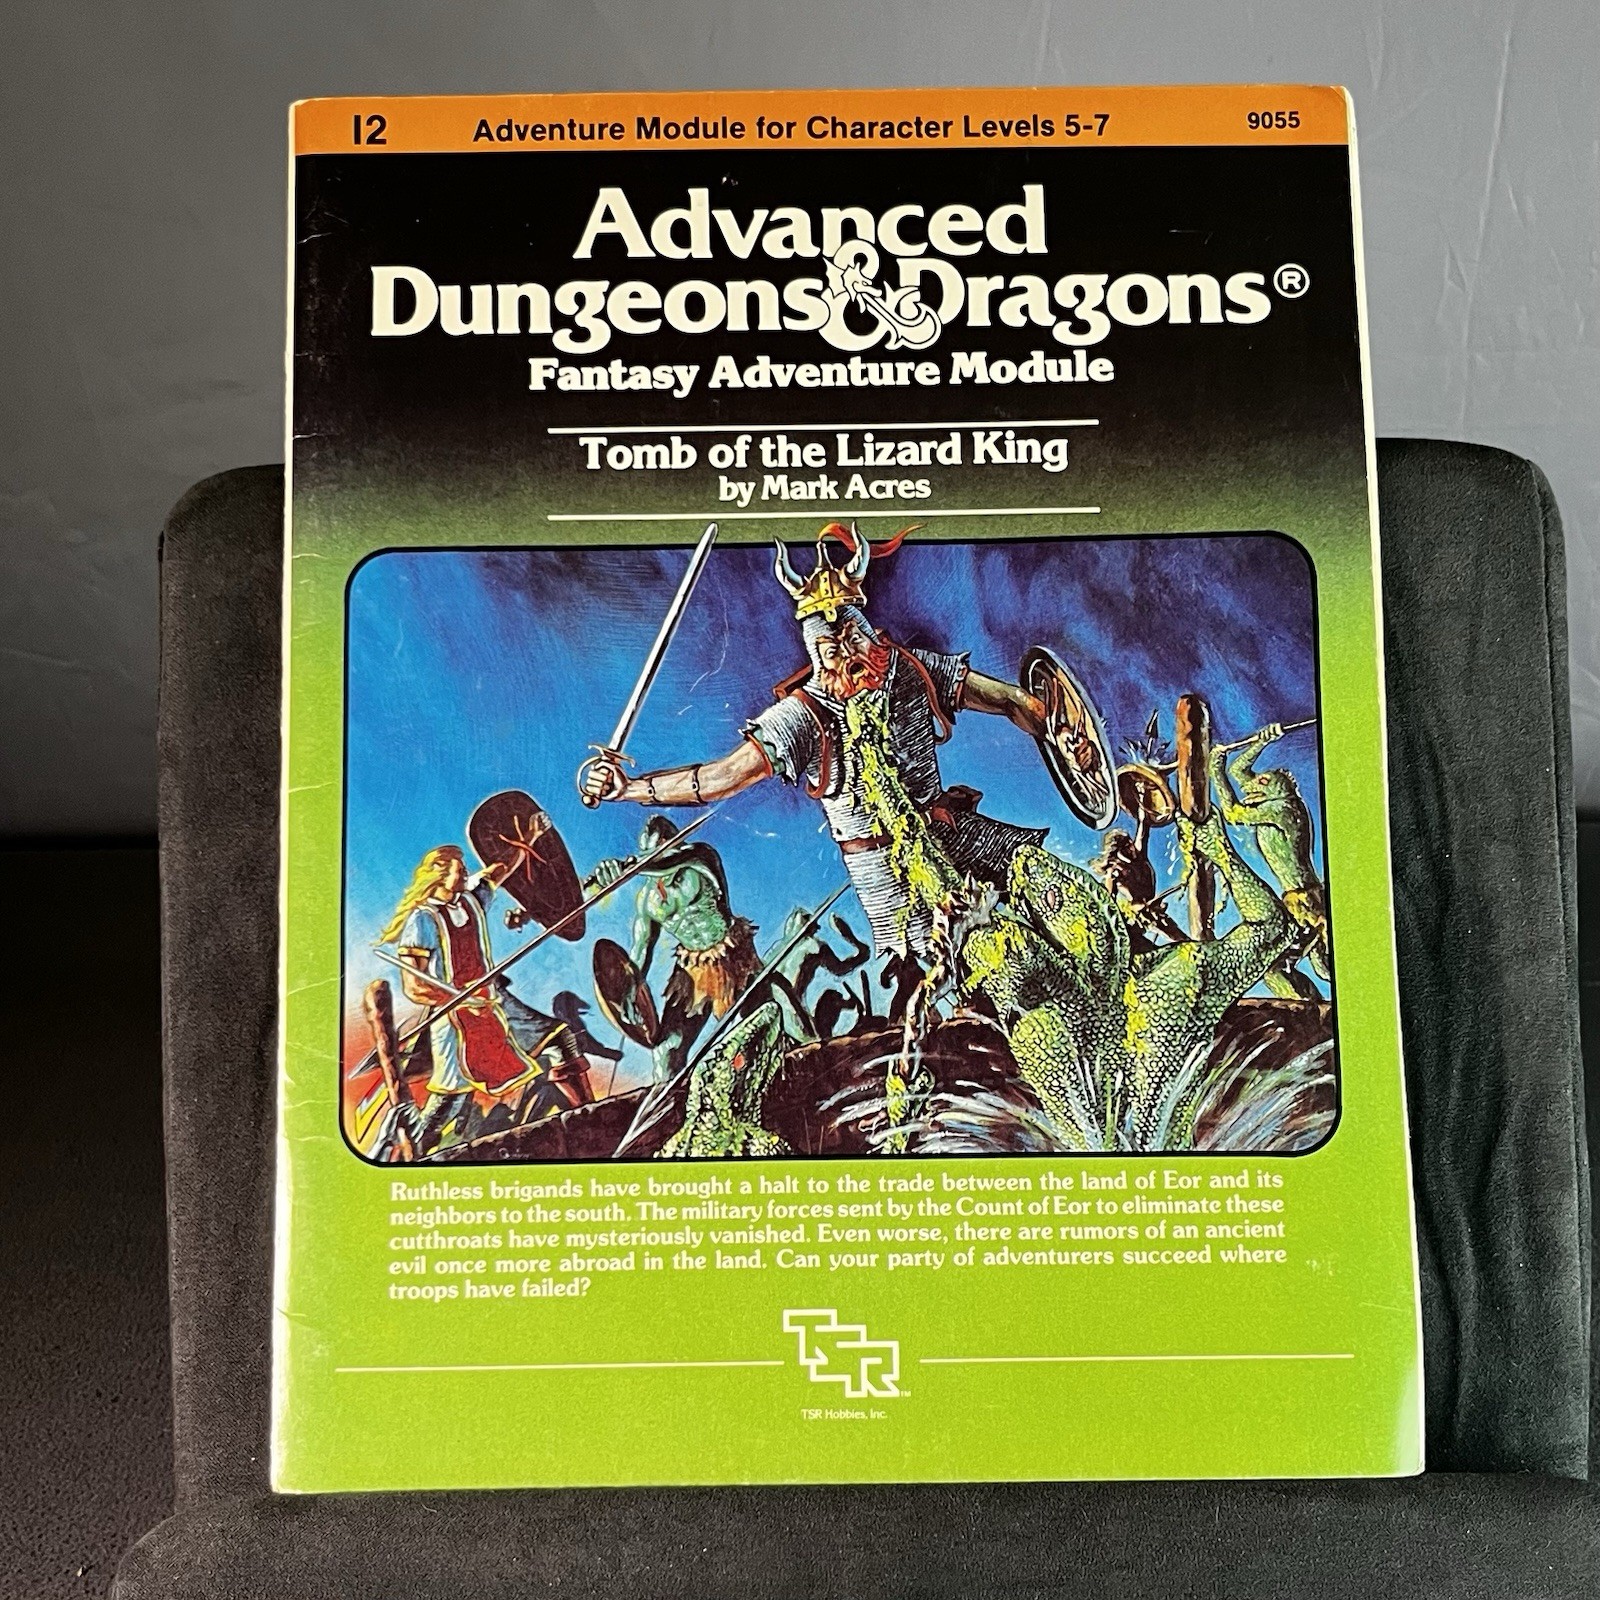 I2 Adventure Module for Character Levels 5-7 9055
Advanced
Dungeons & Dragons®
Fantasy Adventure Module
Tomb of the Lizard King
by Mark Acres
Ruthless brigands have brought a halt to the trade between the land of Eor and its
neighbors to the south. The military forces sent by the Count of Eor to eliminate these
cutthroats have mysteriously vanished. Even worse, there are rumors of an ancient
evil once more abroad in the land. Can your party of adventurers succeed where
troops have failed?
TSR™
TSR Hobbies, Inc.